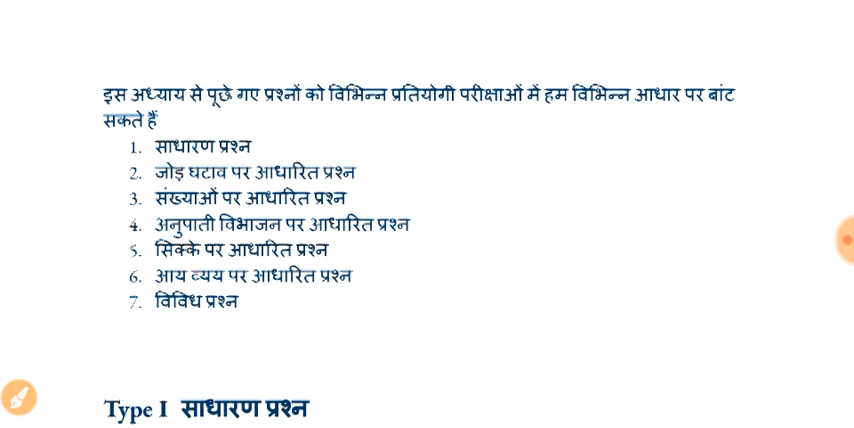 इस अध्याय से पूछे गए प्रश्नों को विभिन्न प्रतियोगी परीक्षाओं में हम विभिन्न आधार पर बांट
सकते हैं
1. साधारण प्रश्न
2. जोड़ घटाव पर आधारित प्रश्न
3. संख्याओं पर आधारित प्रश्न
4. अनुपाती विभाजन पर आधारित प्रश्न
5. सिक्के पर आधारित प्रश्न
6. आय व्यय पर आधारित प्रश्न
7. विविध प्रश्न
Type I साधारण प्रश्न